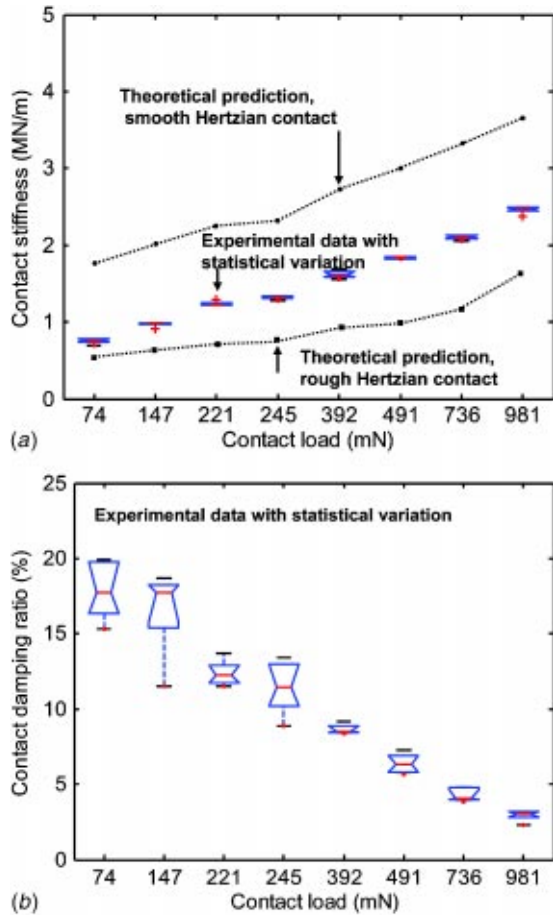 5
4
3
2
1
0
Contact stiffness (MN/m)
Theoretical prediction,
smooth Hertzian contact
Experimental data with
statistical variation
Theoretical prediction,
rough Hertzian contact
74 147 221 245 392 491 736 981
(a) Contact load (mN)
25
20
15
10
5
0
Contact damping ratio (%)
Experimental data with statistical variation
74 147 221 245 392 491 736 981
(b) Contact load (mN)